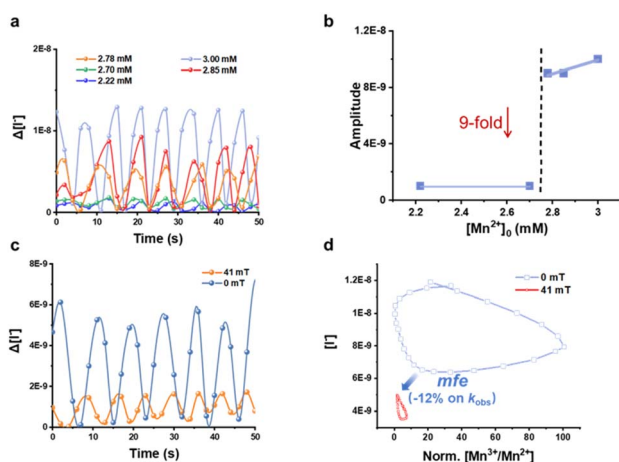 a
Δ[I⁻]
2E-8
1E-8
0
2.78 mM
2.70 mM
2.22 mM
3.00 mM
2.85 mM
0 10 20 30 40 50
Time (s)
b
Amplitude
1.2E-8
8E-9
4E-9
0
9-fold
2.2 2.4 2.6 2.8 3
[Mn²⁺]₀ (mM)
c
Δ[I⁻]
8E-9
6E-9
4E-9
2E-9
0
41 mT
0 mT
0 10 20 30 40 50
Time (s)
d
[I⁻]
1.2E-8
1E-8
8E-9
6E-9
4E-9
0 mT
41 mT
mfe
(-12% on kobs)
0 20 40 60 80 100
Norm. [Mn³⁺/Mn²⁺]